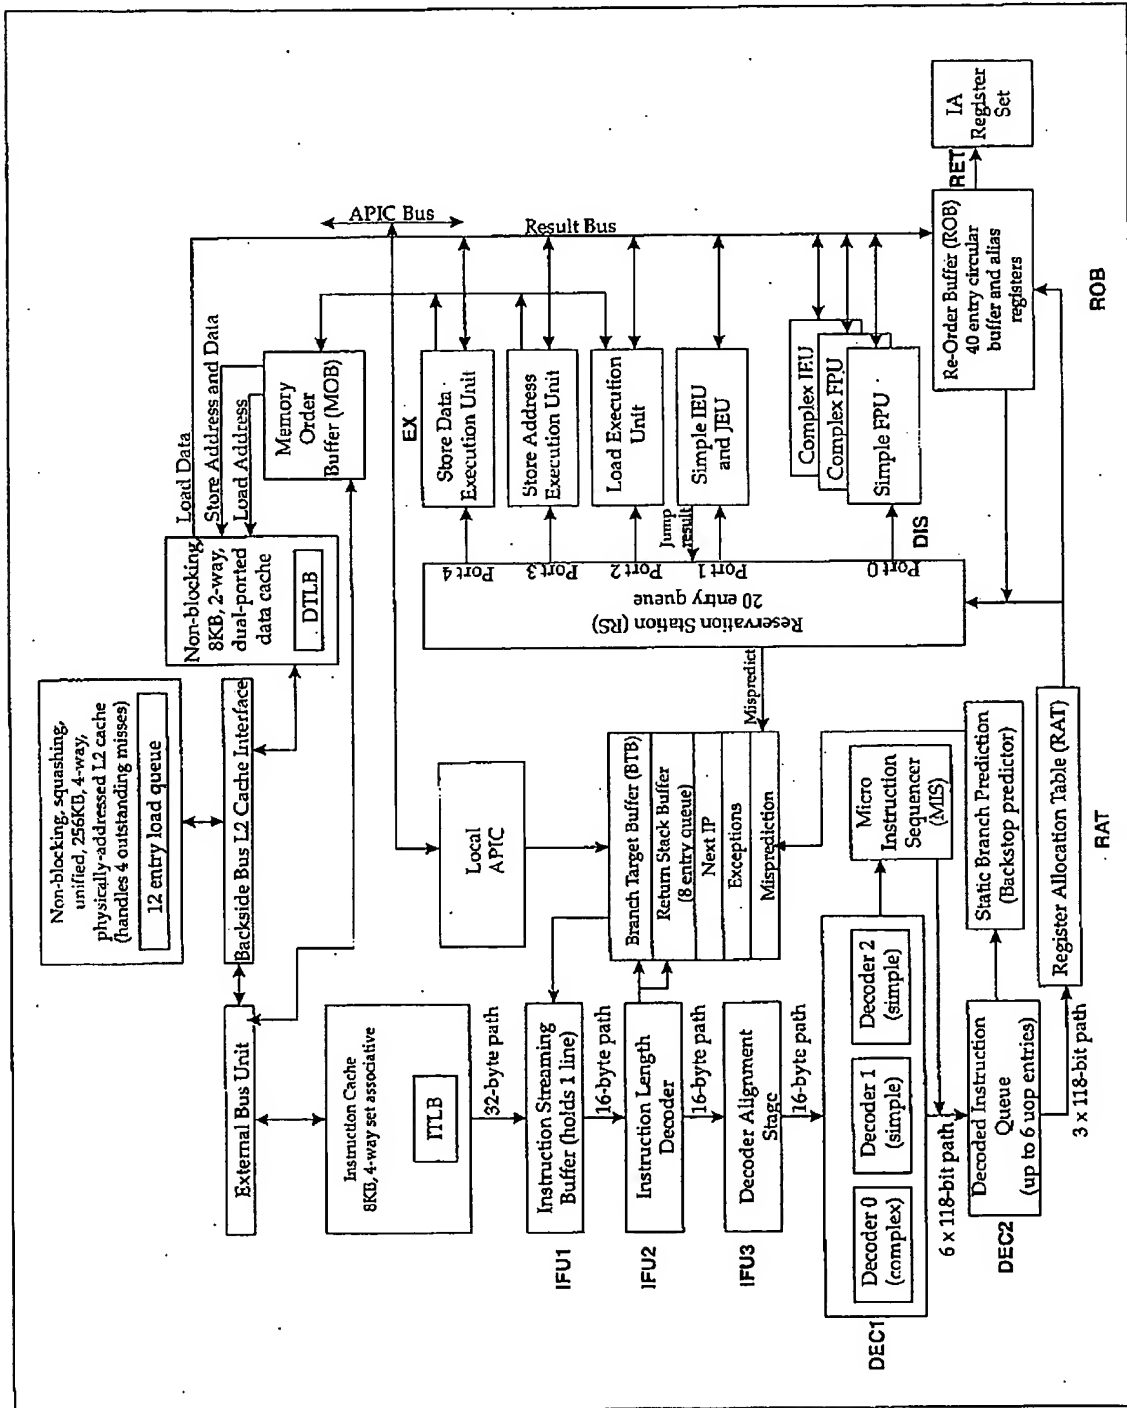 Non-blocking, squashing,
unified, 256KB, 4-way,
physically-addressed L2 cache
(handles 4 outstanding misses)
12 entry load queue
External Bus Unit
Backside Bus L2 Cache Interface
Non-blocking,
8KB, 2-way,
dual-ported
data cache
DTLB
Load Data
Store Address and Data
Load Address
Memory
Order
Buffer (MOB)
Instruction Cache
8KB, 4-way set associative
ITLB
32-byte path
Local
APIC
APIC Bus
Result Bus
IFU1
Instruction Streaming
Buffer (holds 1 line)
16-byte path
IFU2
Instruction Length
Decoder
16-byte path
IFU3
Decoder Alignment
Stage
16-byte path
Branch Target Buffer (BTB)
Return Stack Buffer
(8 entry queue)
Next IP
Exceptions
Misprediction
Mispredict
Reservation Station (RS)
20 entry queue
Port 4
Port 3
Port 2
Port 1
Port 0
Jump
result
EX
Store Data
Execution Unit
Store Address
Execution Unit
Load Execution
Unit
Simple IEU
and JEU
Complex IEU
Complex FPU
Simple FPU
DIS
DEC1
Decoder 0
(complex)
Decoder 1
(simple)
Decoder 2
(simple)
Micro
Instruction
Sequencer
(MIS)
6 x 118-bit path
DEC2
Decoded Instruction
Queue
(up to 6 uop entries)
Static Branch Prediction
(Backstop predictor)
3 x 118-bit path
Register Allocation Table (RAT)
RAT
Re-Order Buffer (ROB)
40 entry circular
buffer and alias
registers
ROB
RET
IA
Register
Set